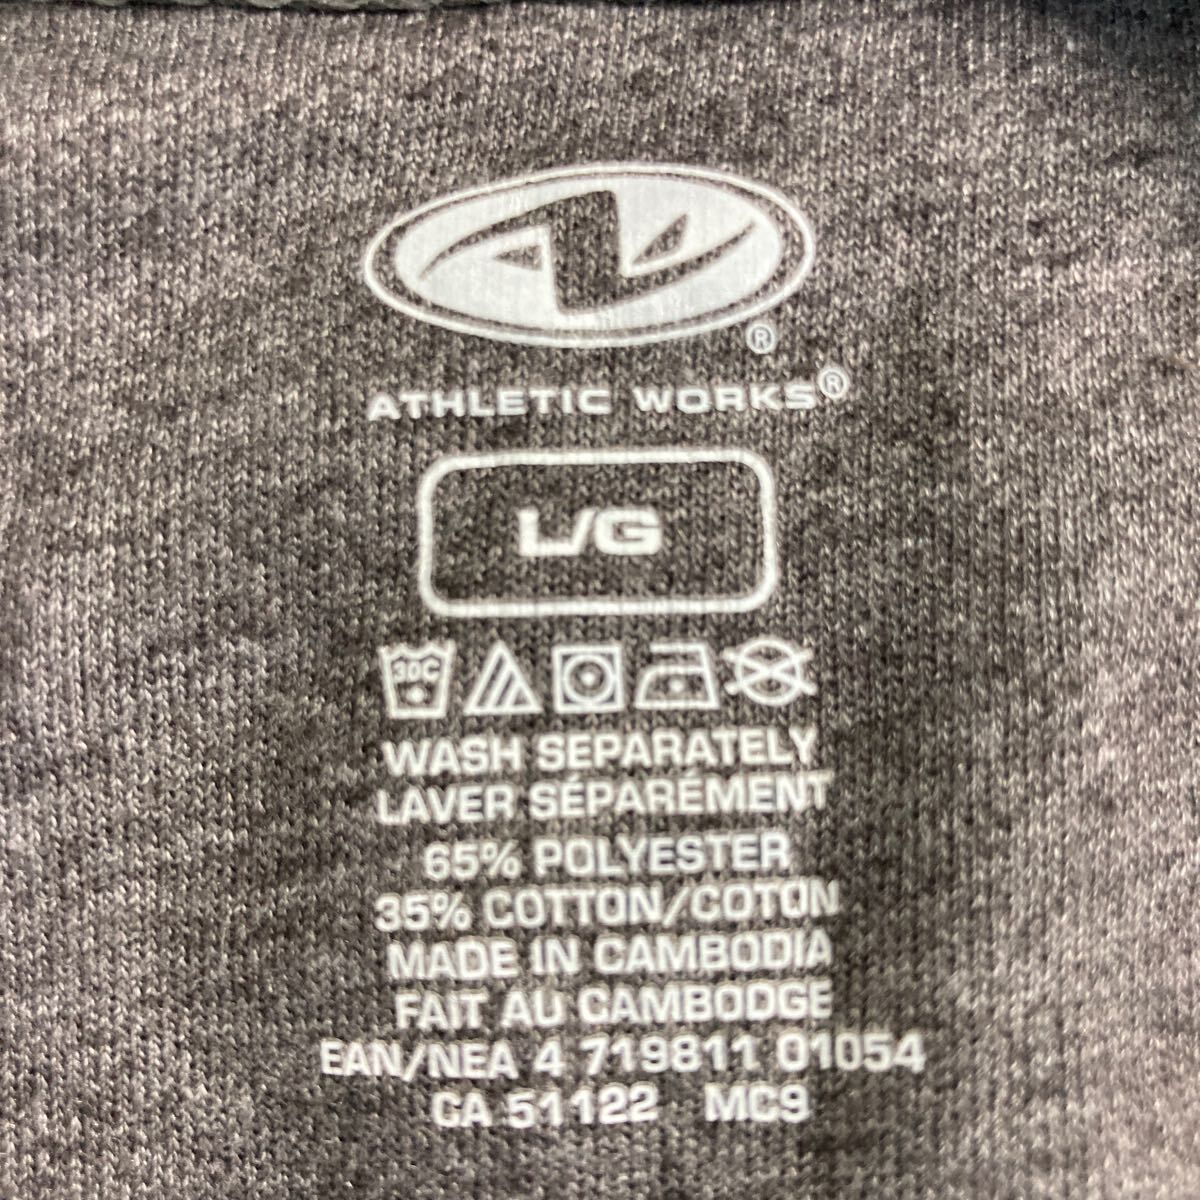 ®
ATHLETIC WORKS®
L/G
30C
WASH SEPARATELY
LAVER SÉPARÉMENT
65% POLYESTER
35% COTTON/COTON
MADE IN CAMBODIA
FAIT AU CAMBODGE
EAN/NEA 4 719811 01054
CA 51122 MC9